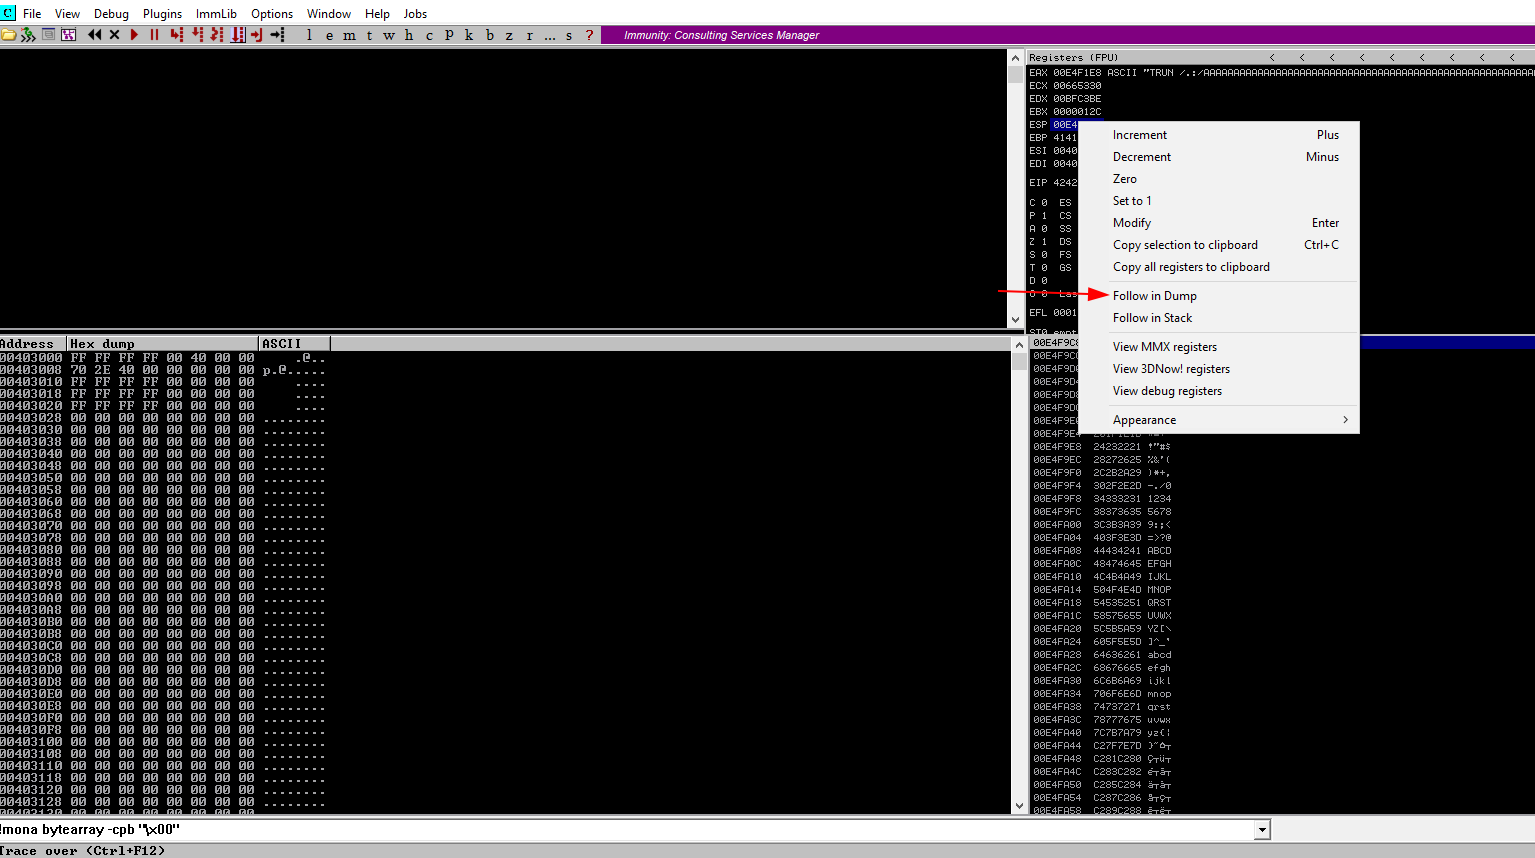 C File View Debug Plugins ImmLib Options Window Help Jobs
l e m t w h c P k b z r ... s ?
Immunity: Consulting Services Manager
Registers (FPU) < < < < < < < < <
EAX 00E4F1E8 ASCII "TRUN /.:/AAAAAAAAAAAAAAAAAAAAAAAAAAAAAAAAAAAAAAAAAAAAAAAAAAAAAA
ECX 00665330
EDX 00BFC3BE
EBX 0000012C
ESP 00E4
EBP 4141
ESI 0040
EDI 0040
EIP 4242
C 0 ES
P 1 CS
A 0 SS
Z 1 DS
S 0 FS
T 0 GS
D 0
O 0 Las
EFL 0001
ST0 empt
Increment Plus
Decrement Minus
Zero
Set to 1
Modify Enter
Copy selection to clipboard Ctrl+C
Copy all registers to clipboard
Follow in Dump
Follow in Stack
View MMX registers
View 3DNow! registers
View debug registers
Appearance >
Address Hex dump ASCII
00403000 FF FF FF FF 00 40 00 00 .@..
00403008 70 2E 40 00 00 00 00 00 p.@.....
00403010 FF FF FF FF 00 00 00 00 ....
00403018 FF FF FF FF 00 00 00 00 ....
00403020 FF FF FF FF 00 00 00 00 ....
00403028 00 00 00 00 00 00 00 00 ........
00403030 00 00 00 00 00 00 00 00 ........
00403038 00 00 00 00 00 00 00 00 ........
00403040 00 00 00 00 00 00 00 00 ........
00403048 00 00 00 00 00 00 00 00 ........
00403050 00 00 00 00 00 00 00 00 ........
00403058 00 00 00 00 00 00 00 00 ........
00403060 00 00 00 00 00 00 00 00 ........
00403068 00 00 00 00 00 00 00 00 ........
00403070 00 00 00 00 00 00 00 00 ........
00403078 00 00 00 00 00 00 00 00 ........
00403080 00 00 00 00 00 00 00 00 ........
00403088 00 00 00 00 00 00 00 00 ........
00403090 00 00 00 00 00 00 00 00 ........
00403098 00 00 00 00 00 00 00 00 ........
004030A0 00 00 00 00 00 00 00 00 ........
004030A8 00 00 00 00 00 00 00 00 ........
004030B0 00 00 00 00 00 00 00 00 ........
004030B8 00 00 00 00 00 00 00 00 ........
004030C0 00 00 00 00 00 00 00 00 ........
004030C8 00 00 00 00 00 00 00 00 ........
004030D0 00 00 00 00 00 00 00 00 ........
004030D8 00 00 00 00 00 00 00 00 ........
004030E0 00 00 00 00 00 00 00 00 ........
004030E8 00 00 00 00 00 00 00 00 ........
004030F0 00 00 00 00 00 00 00 00 ........
004030F8 00 00 00 00 00 00 00 00 ........
00403100 00 00 00 00 00 00 00 00 ........
00403108 00 00 00 00 00 00 00 00 ........
00403110 00 00 00 00 00 00 00 00 ........
00403118 00 00 00 00 00 00 00 00 ........
00403120 00 00 00 00 00 00 00 00 ........
00403128 00 00 00 00 00 00 00 00 ........
00403130 00 00 00 00 00 00 00 00 ........
00E4F9C8
00E4F9E8 24232221 !"#$
00E4F9EC 28272625 %&'(
00E4F9F0 2C2B2A29 )*+,
00E4F9F4 302F2E2D -./0
00E4F9F8 34333231 1234
00E4F9FC 38373635 5678
00E4FA00 3C3B3A39 9:;<
00E4FA04 403F3E3D =>?@
00E4FA08 44434241 ABCD
00E4FA0C 48474645 EFGH
00E4FA10 4C4B4A49 IJKL
00E4FA14 504F4E4D MNOP
00E4FA18 54535251 QRST
00E4FA1C 58575655 UVWX
00E4FA20 5C5B5A59 YZ[\
00E4FA24 605F5E5D ]^_`
00E4FA28 64636261 abcd
00E4FA2C 68676665 efgh
00E4FA30 6C6B6A69 ijkl
00E4FA34 706F6E6D mnop
00E4FA38 74737271 qrst
00E4FA3C 78777675 uvwx
00E4FA40 7C7B7A79 yz{|
00E4FA44 C27F7E7D
00E4FA48 C281C280
00E4FA4C C283C282
00E4FA50 C285C284
00E4FA54 C287C286
00E4FA58 C289C288
!mona bytearray -cpb "\x00"
Trace over (Ctrl+F12)